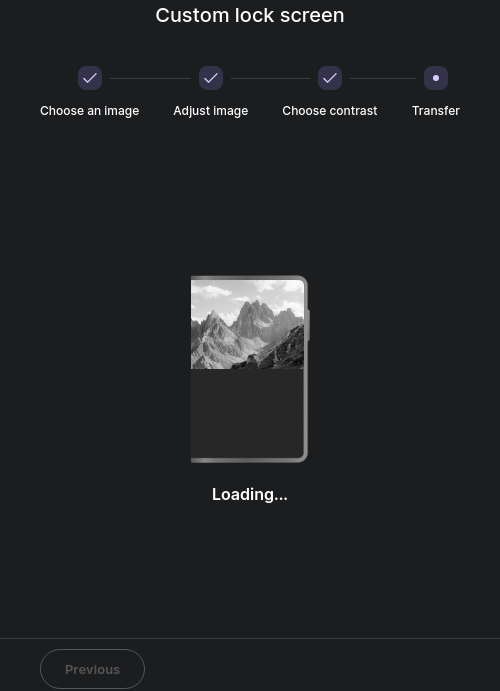 Custom lock screen
Choose an image
Adjust image
Choose contrast
Transfer
Loading...
Previous